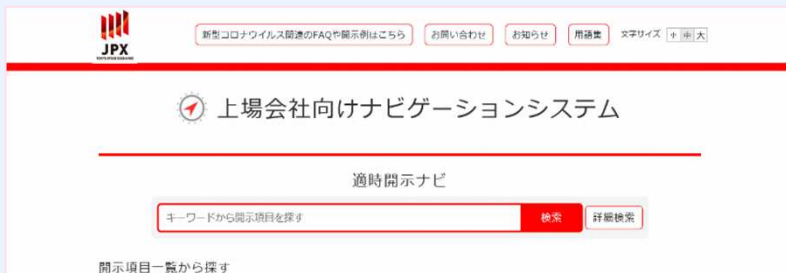 JPX
新型コロナウイルス関連のFAQや開示例はこちら お問い合わせ お知らせ 用語集 文字サイズ 小 中 大
上場会社向けナビゲーションシステム
適時開示ナビ
キーワードから開示項目を探す 検索 詳細検索
開示項目一覧から探す